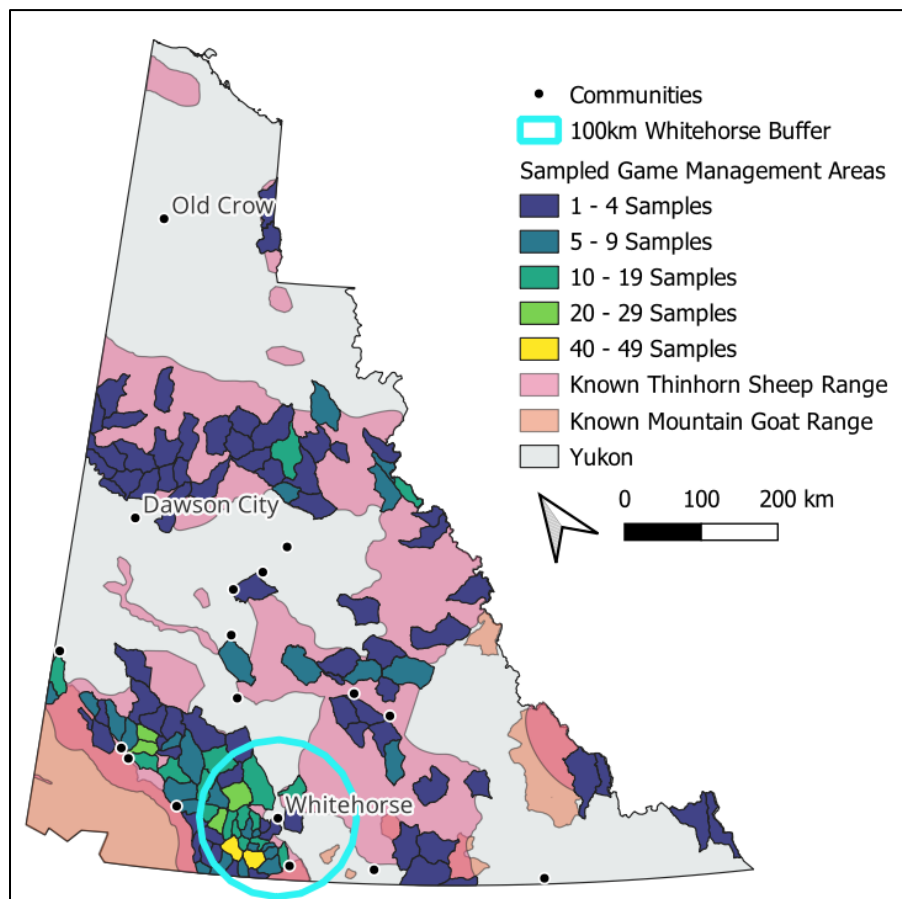 Communities
100km Whitehorse Buffer
Sampled Game Management Areas
1 - 4 Samples
5 - 9 Samples
10 - 19 Samples
20 - 29 Samples
40 - 49 Samples
Known Thinhorn Sheep Range
Known Mountain Goat Range
Yukon
0 100 200 km
Old Crow
Dawson City
Whitehorse